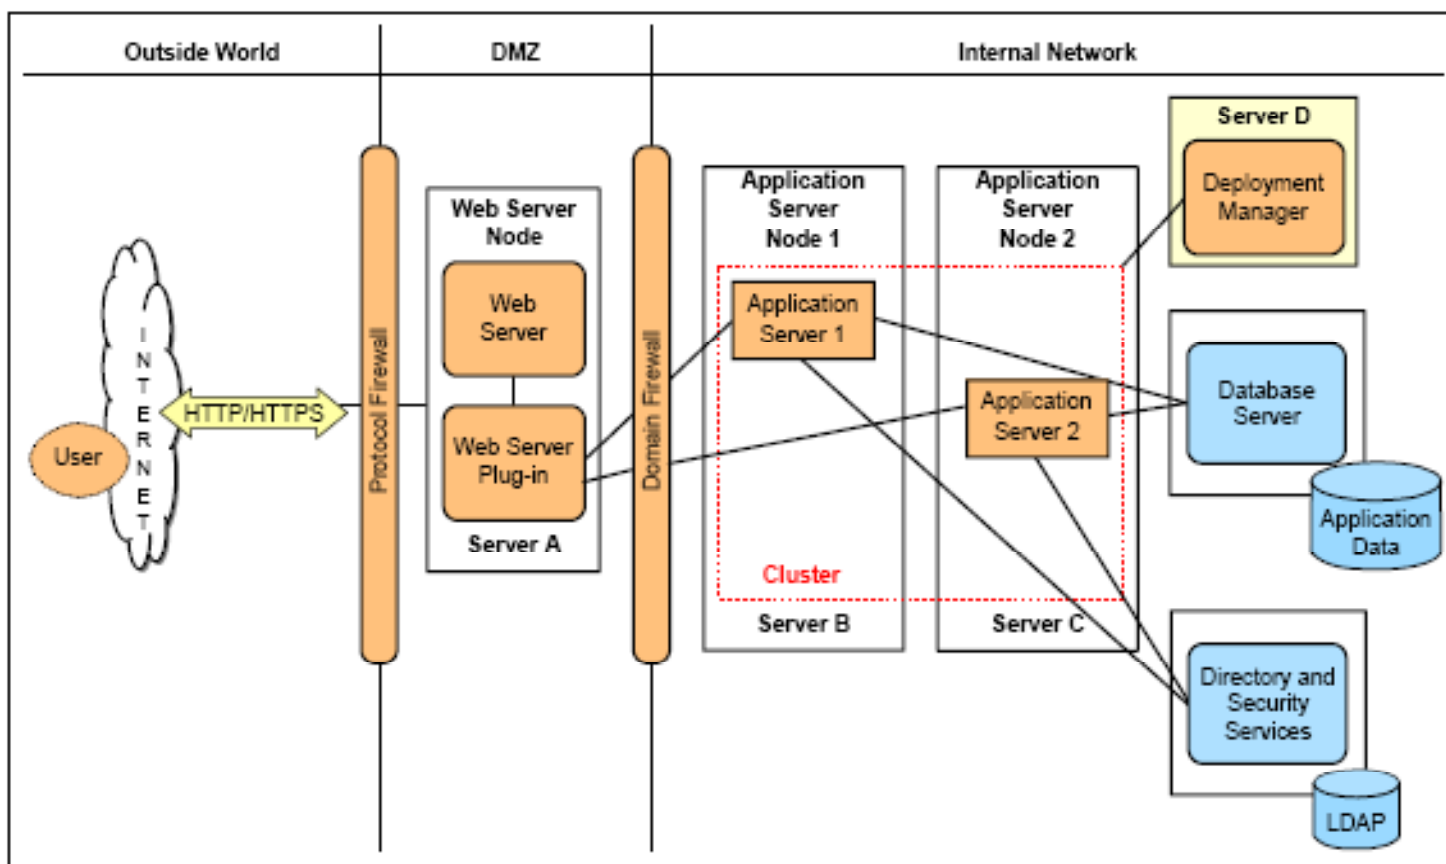 Outside World
DMZ
Internal Network
User
INTERNET
HTTP/HTTPS
Protocol Firewall
Web Server
Node
Web
Server
Web Server
Plug-in
Server A
Domain Firewall
Application
Server
Node 1
Application
Server 1
Cluster
Server B
Application
Server
Node 2
Application
Server 2
Server C
Server D
Deployment
Manager
Database
Server
Application
Data
Directory and
Security
Services
LDAP